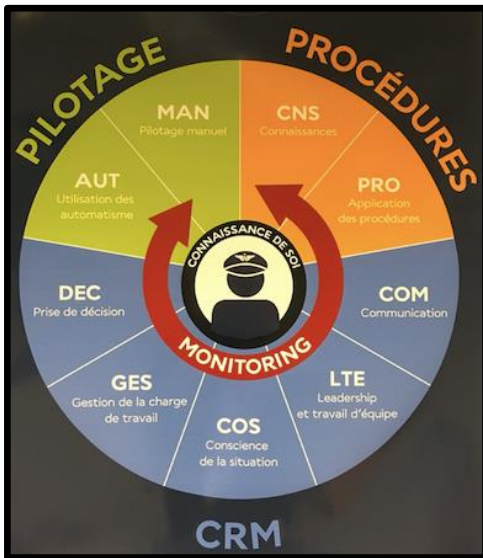 PILOTAGE
PROCÉDURES
MAN
Pilotage manuel
CNS
Connaissances
AUT
Utilisation des
automatisme
PRO
Application
des procédures
CONNAISSANCE DE SOI
MONITORING
DEC
Prise de décision
COM
Communication
GES
Gestion de la charge
de travail
LTE
Leadership
et travail d'équipe
COS
Conscience
de la situation
CRM